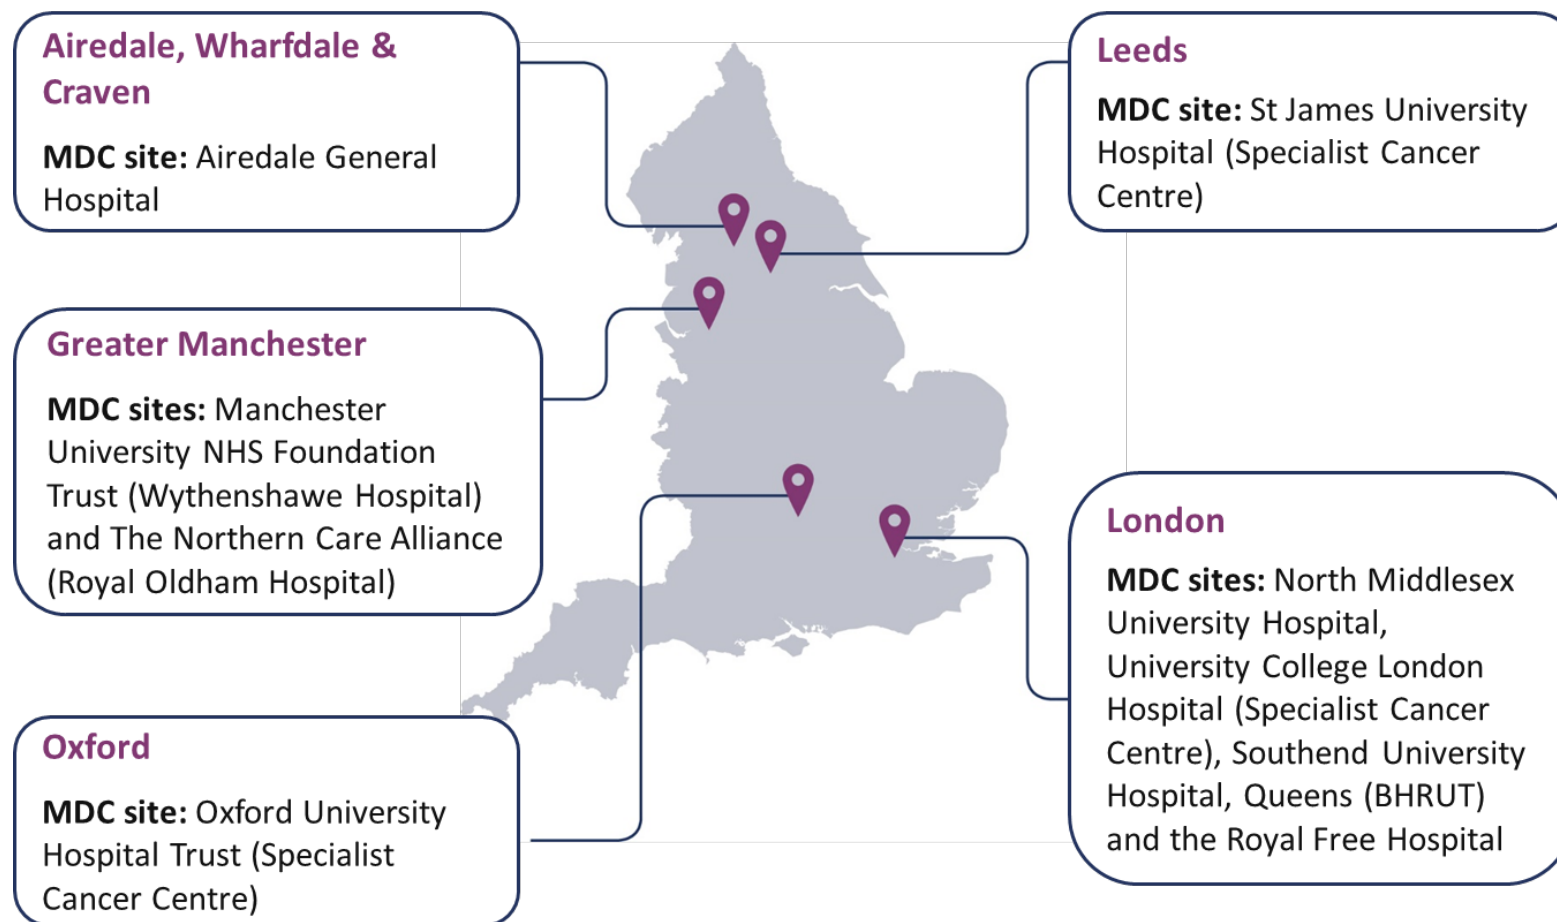 Airedale, Wharfdale &
Craven
MDC site: Airedale General
Hospital
Leeds
MDC site: St James University
Hospital (Specialist Cancer
Centre)
Greater Manchester
MDC sites: Manchester
University NHS Foundation
Trust (Wythenshawe Hospital)
and The Northern Care Alliance
(Royal Oldham Hospital)
London
MDC sites: North Middlesex
University Hospital,
University College London
Hospital (Specialist Cancer
Centre), Southend University
Hospital, Queens (BHRUT)
and the Royal Free Hospital
Oxford
MDC site: Oxford University
Hospital Trust (Specialist
Cancer Centre)